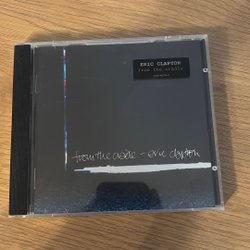 ERIC CLAPTON
from the cradle
from the cradle - eric clapton